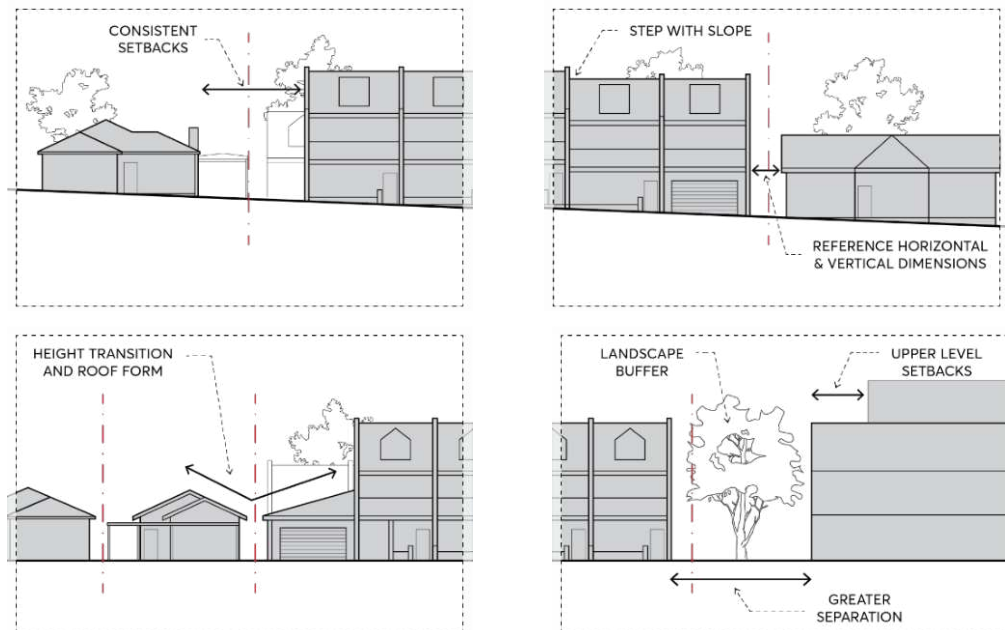 CONSISTENT
SETBACKS
STEP WITH SLOPE
REFERENCE HORIZONTAL
& VERTICAL DIMENSIONS
HEIGHT TRANSITION
AND ROOF FORM
LANDSCAPE
BUFFER
UPPER LEVEL
SETBACKS
GREATER
SEPARATION